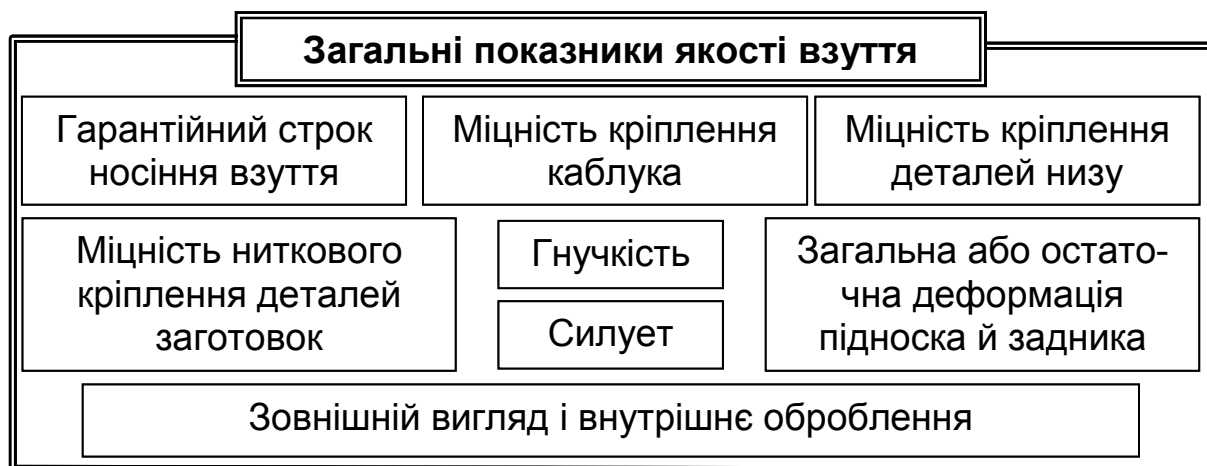 Загальні показники якості взуття
Гарантійний строк
носіння взуття
Міцність кріплення
каблука
Міцність кріплення
деталей низу
Міцність ниткового
кріплення деталей
заготовок
Гнучкість
Силует
Загальна або остато-
чна деформація
підноска й задника
Зовнішній вигляд і внутрішнє оброблення